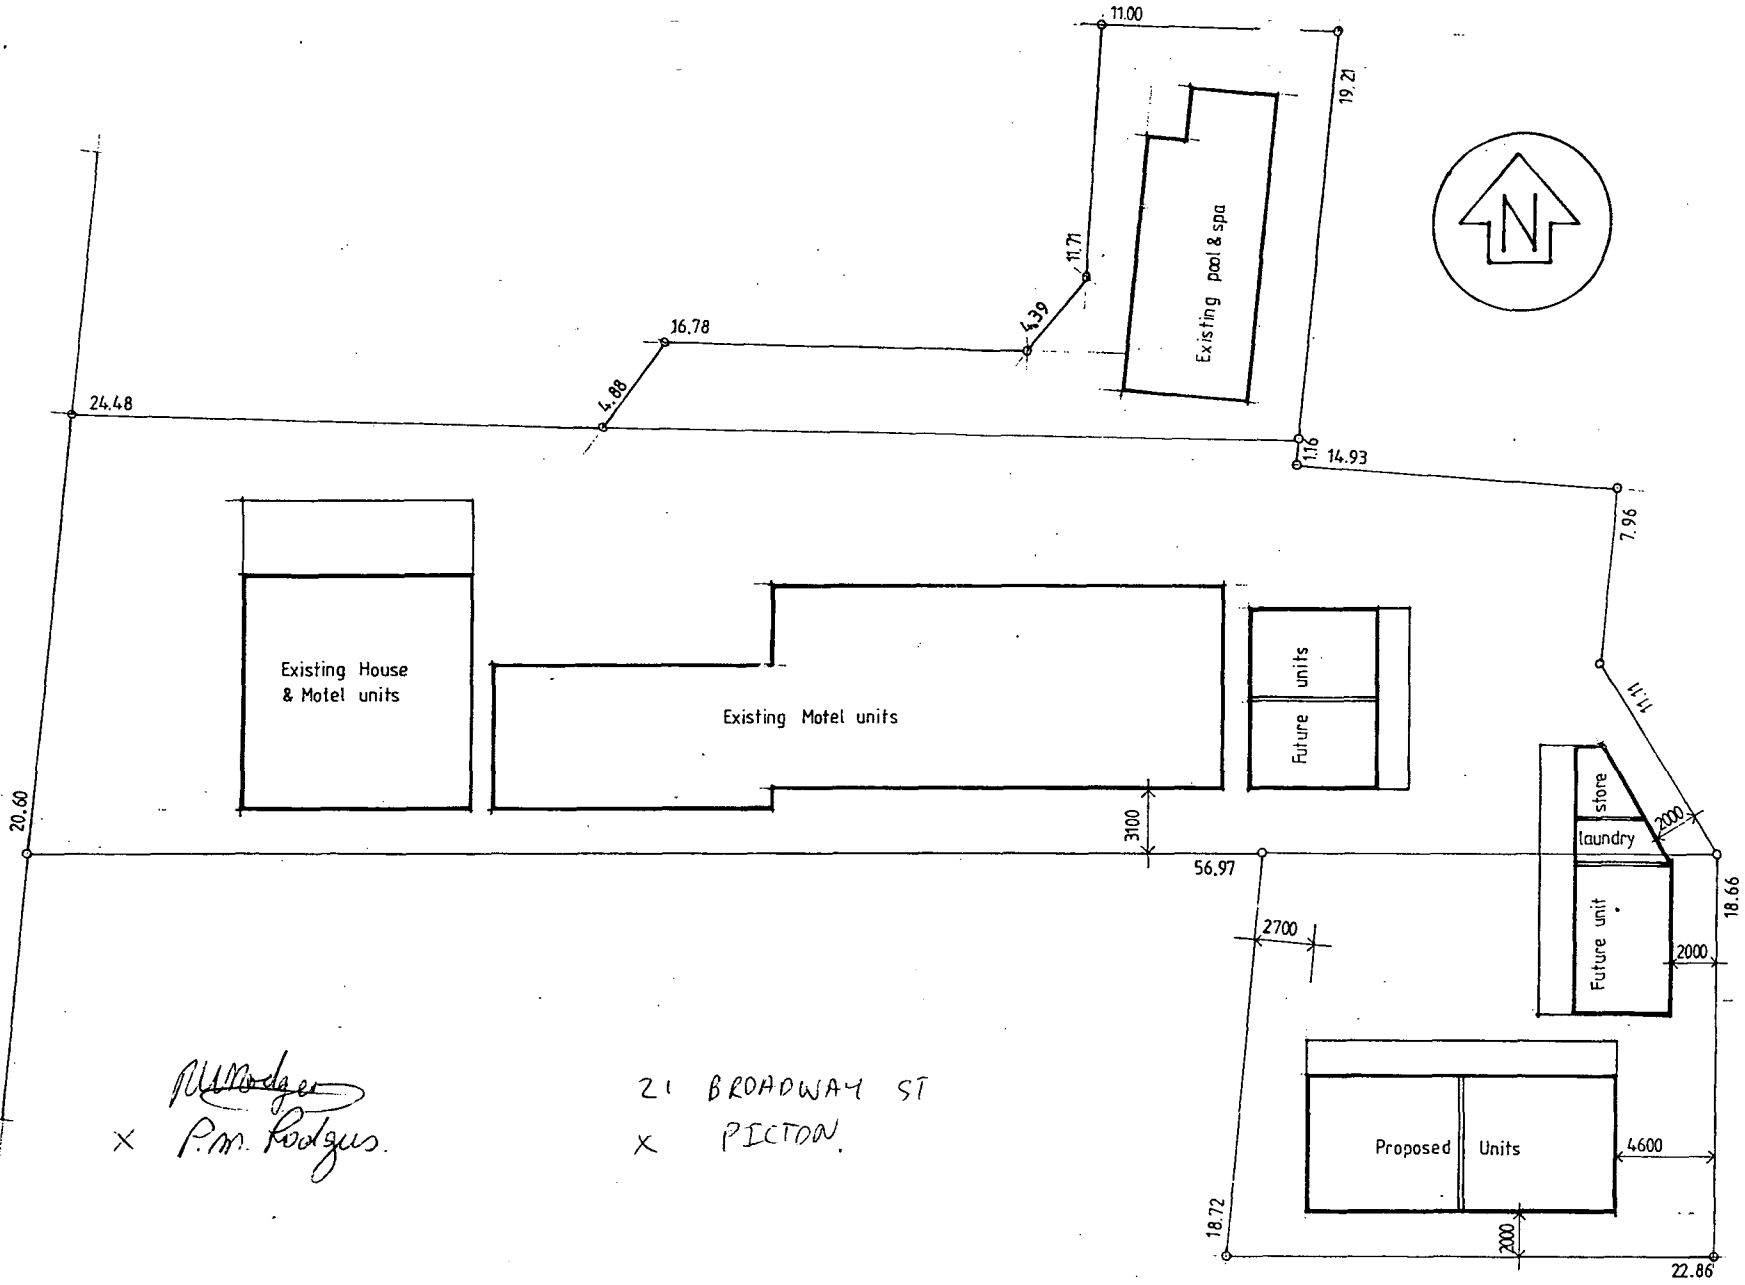 11.00
19.21
N
Existing pool & spa
11.71
4.39
16.78
4.88
24.48
1.16
14.93
7.96
11.11
Existing House
& Motel units
Existing Motel units
Future units
store
laundry
2000
3100
20.60
56.97
18.66
2700
Future unit
2000
21 BROADWAY ST
X P.M. Rodgers.
X PICTON.
Proposed Units
4600
18.72
2000
22.86